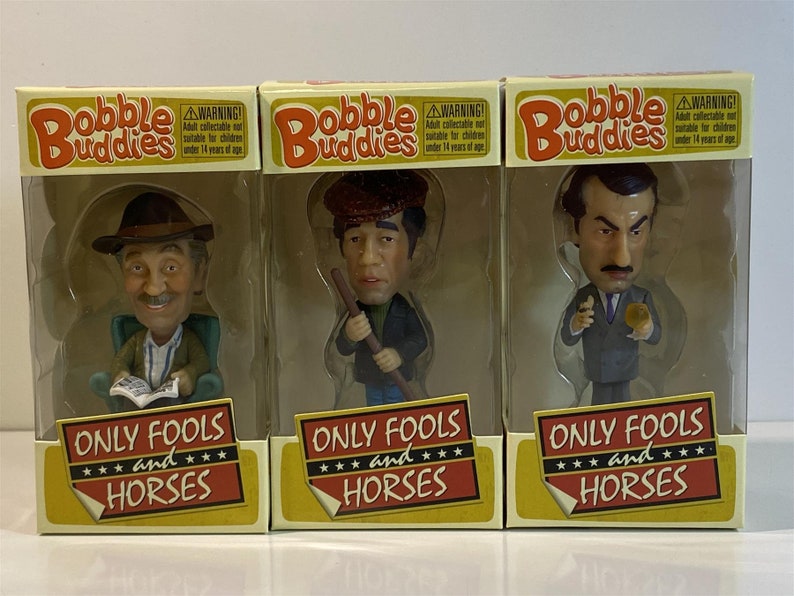 Bobble
Buddies
WARNING!
Adult collectable not
suitable for children
under 14 years of age.
Bobble
Buddies
WARNING!
Adult collectable not
suitable for children
under 14 years of age.
Bobble
Buddies
WARNING!
Adult collectable not
suitable for children
under 14 years of age.
ONLY FOOLS
and
HORSES
ONLY FOOLS
and
HORSES
ONLY FOOLS
and
HORSES